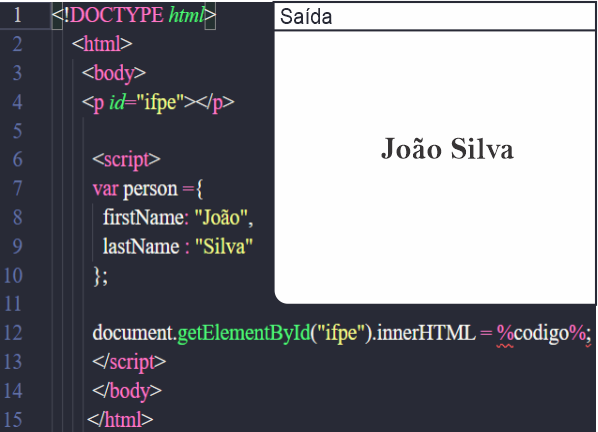 1 <!DOCTYPE html>
2 <html>
3 <body>
4 <p id="ifpe"></p>
5
6 <script>
7 var person ={
8 firstName: "João",
9 lastName : "Silva"
10 };
11
12 document.getElementById("ifpe").innerHTML = %codigo%;
13 </script>
14 </body>
15 </html>
Saída
João Silva